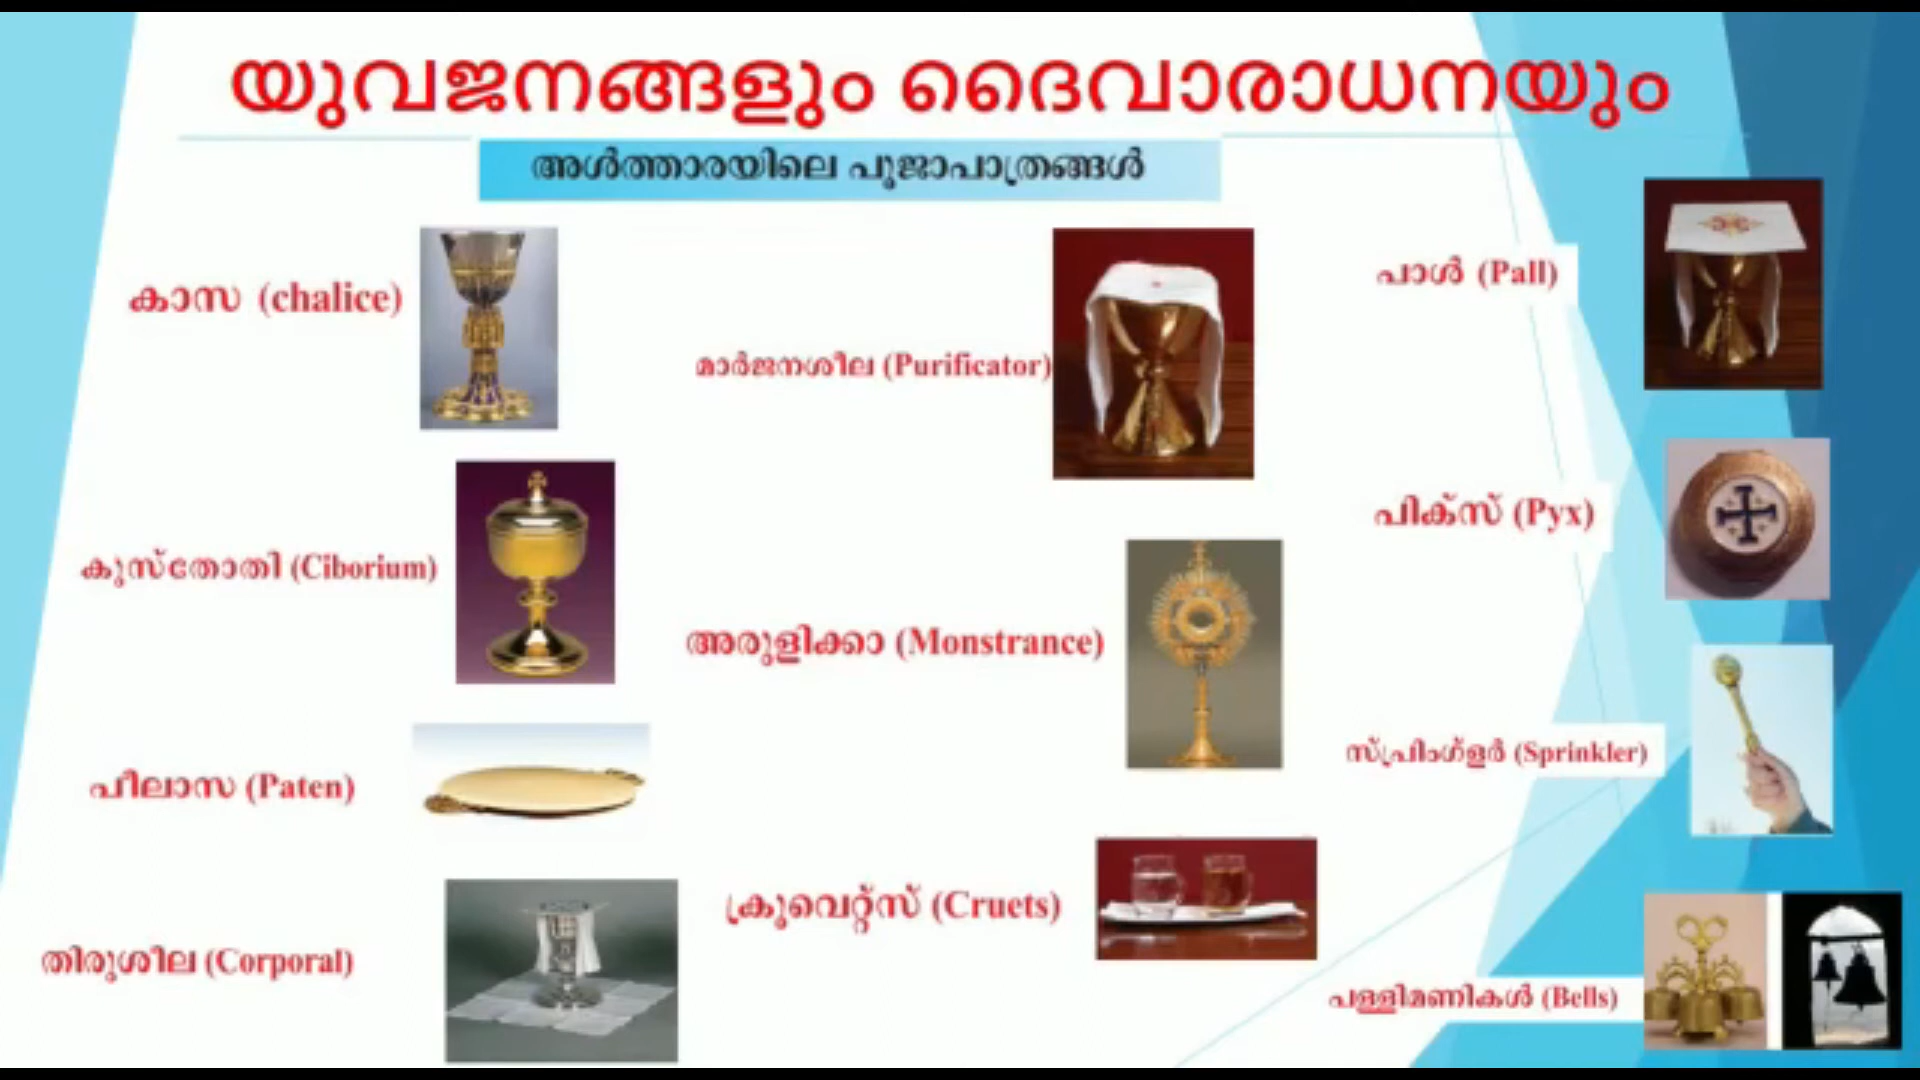 യുവജനങ്ങളും ദൈവാരാധനയും
അൾത്താരയിലെ പൂജാപാത്രങ്ങൾ
കാസ (chalice)
കുസ്തോതി (Ciborium)
പീലാസ (Paten)
തിരുശീല (Corporal)
മാർജനശീല (Purificator)
അരുളിക്കാ (Monstrance)
ക്രൂവെറ്റ്സ് (Cruets)
പാൾ (Pall)
പിക്സ് (Pyx)
സ്പ്രിംഗ്ളർ (Sprinkler)
പള്ളിമണികൾ (Bells)